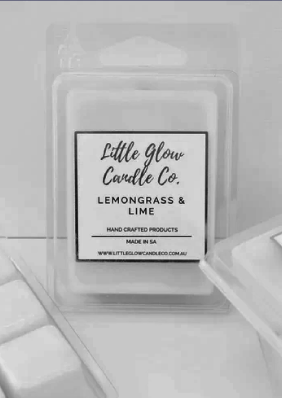 Little Glow
Candle Co.
LEMONGRASS &
LIME
HAND CRAFTED PRODUCTS
MADE IN SA
WWW.LITTLEGLOWCANDLECO.COM.AU